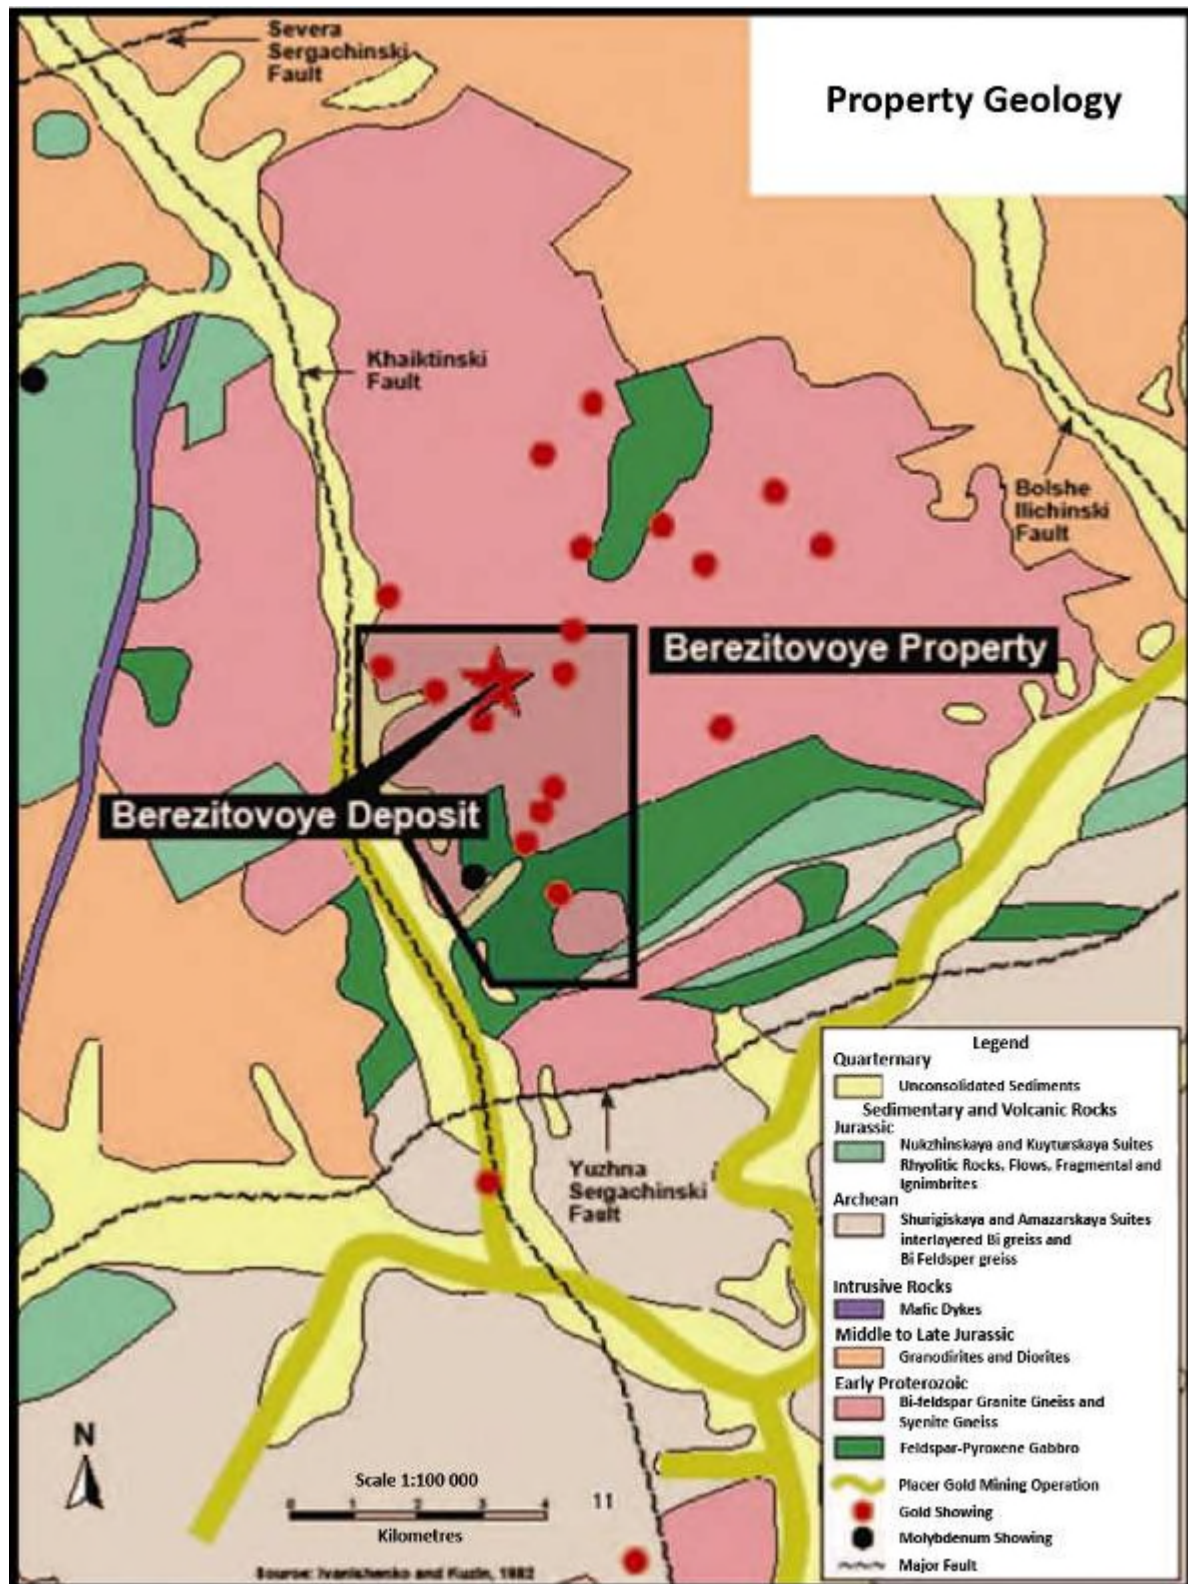 Property Geology
Severa
Sergachinski
Fault
Khaiktinski
Fault
Bolshe
Ilichinski
Fault
Berezitovoye Property
Berezitovoye Deposit
Yuzhna
Sergachinski
Fault
Legend
Quarternary
Unconsolidated Sediments
Sedimentary and Volcanic Rocks
Jurassic
Nukzhinskaya and Kuyturskaya Suites
Rhyolitic Rocks, Flows, Fragmental and
Ignimbrites
Archean
Shurigiskaya and Amazarskaya Suites
interlayered Bi greiss and
Bi Feldsper greiss
Intrusive Rocks
Mafic Dykes
Middle to Late Jurassic
Granodirites and Diorites
Early Proterozoic
Bi-feldspar Granite Gneiss and
Syenite Gneiss
Feldspar-Pyroxene Gabbro
Placer Gold Mining Operation
Gold Showing
Molybdenum Showing
Major Fault
N
Scale 1:100 000
0 1 2 3 4
Kilometres
11
Source: Ivanishenko and Kuzin, 1982